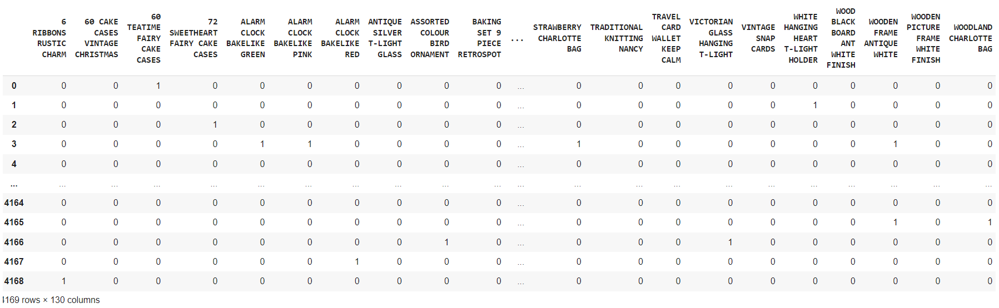 6
RIBBONS
RUSTIC
CHARM
60 CAKE
CASES
VINTAGE
CHRISTMAS
60
TEATIME
FAIRY
CAKE
CASES
72
SWEETHEART
FAIRY CAKE
CASES
ALARM
CLOCK
BAKELIKE
GREEN
ALARM
CLOCK
BAKELIKE
PINK
ALARM
CLOCK
BAKELIKE
RED
ANTIQUE
SILVER
T-LIGHT
GLASS
ASSORTED
COLOUR
BIRD
ORNAMENT
BAKING
SET 9
PIECE
RETROSPOT
...
STRAWBERRY
CHARLOTTE
BAG
TRADITIONAL
KNITTING
NANCY
TRAVEL
CARD
WALLET
KEEP
CALM
VICTORIAN
GLASS
HANGING
T-LIGHT
VINTAGE
SNAP
CARDS
WHITE
HANGING
HEART
T-LIGHT
HOLDER
WOOD
BLACK
BOARD
ANT
WHITE
FINISH
WOODEN
FRAME
ANTIQUE
WHITE
WOODEN
PICTURE
FRAME
WHITE
FINISH
WOODLAND
CHARLOTTE
BAG
0 0 0 1 0 0 0 0 0 0 0 ... 0 0 0 0 0 0 0 0 0 0
1 0 0 0 0 0 0 0 0 0 0 ... 0 0 0 0 0 1 0 0 0 0
2 0 0 0 1 0 0 0 0 0 0 ... 0 0 0 0 0 0 0 0 0 0
3 0 0 0 0 1 1 0 0 0 0 ... 1 0 0 0 0 0 0 1 0 0
4 0 0 0 0 0 0 0 0 0 0 ... 0 0 0 0 0 0 0 0 0 0
... ... ... ... ... ... ... ... ... ... ... ... ... ... ... ... ... ... ... ... ... ...
4164 0 0 0 0 0 0 0 0 0 0 ... 0 0 0 0 0 0 0 0 0 0
4165 0 0 0 0 0 0 0 0 0 0 ... 0 0 0 0 0 0 0 1 0 1
4166 0 0 0 0 0 0 0 0 1 0 ... 0 0 0 1 0 0 0 0 0 0
4167 0 0 0 0 0 0 1 0 0 0 ... 0 0 0 0 0 0 0 0 0 0
4168 1 0 0 0 0 0 0 0 0 0 ... 0 0 0 0 0 0 0 0 0 0
4169 rows × 130 columns